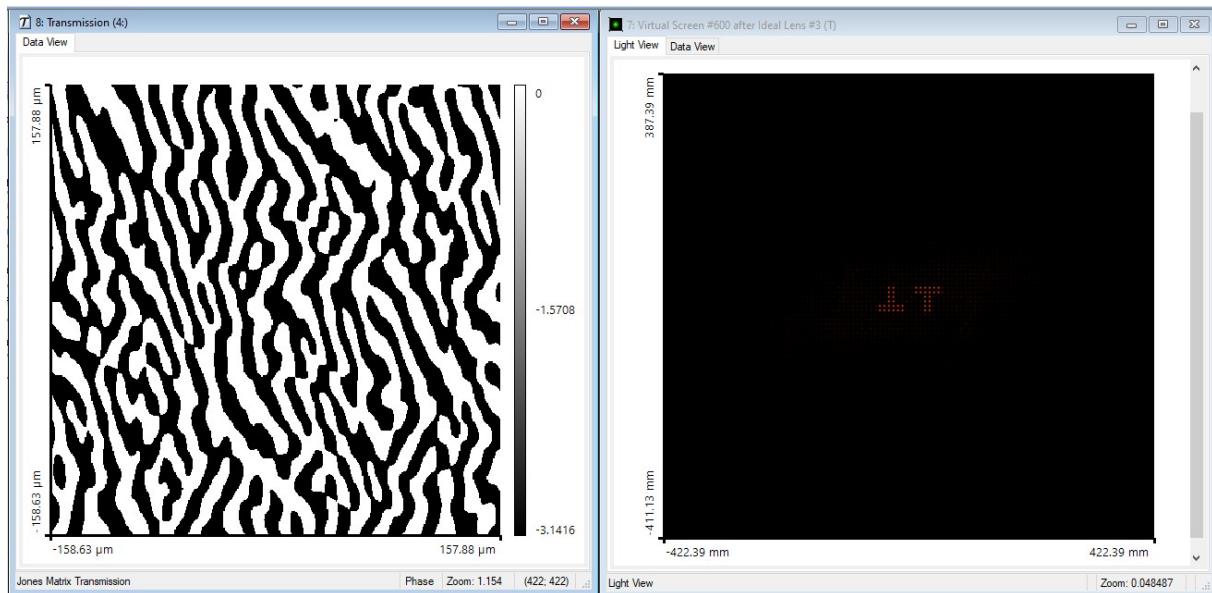 8: Transmission (4:)
Data View
157.88 µm
-158.63 µm
-158.63 µm
157.88 µm
0
-1.5708
-3.1416
Jones Matrix Transmission
Phase
Zoom: 1.154
(422; 422)
7: Virtual Screen #600 after Ideal Lens #3 (T)
Light View
Data View
387.39 mm
-411.13 mm
-422.39 mm
422.39 mm
T
Light View
Zoom: 0.048487